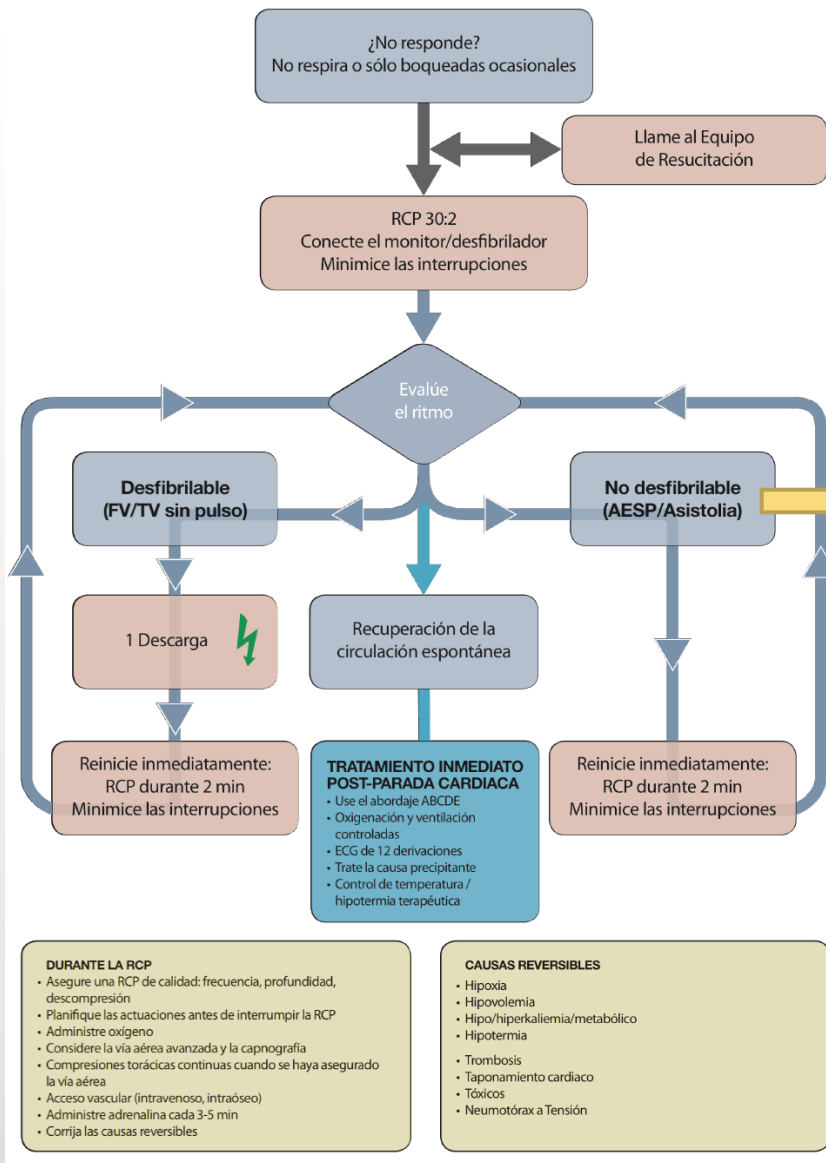 ¿No responde?
No respira o sólo boqueadas ocasionales
Llame al Equipo
de Resucitación
RCP 30:2
Conecte el monitor/desfibrilador
Minimice las interrupciones
Evalúe
el ritmo
Desfibrilable
(FV/TV sin pulso)
No desfibrilable
(AESP/Asistolia)
1 Descarga
Recuperación de la
circulación espontánea
Reinicie inmediatamente:
RCP durante 2 min
Minimice las interrupciones
TRATAMIENTO INMEDIATO
POST-PARADA CARDIACA
• Use el abordaje ABCDE
• Oxigenación y ventilación
controladas
• ECG de 12 derivaciones
• Trate la causa precipitante
• Control de temperatura /
hipotermia terapéutica
Reinicie inmediatamente:
RCP durante 2 min
Minimice las interrupciones
DURANTE LA RCP
• Asegure una RCP de calidad: frecuencia, profundidad,
descompresión
• Planifique las actuaciones antes de interrumpir la RCP
• Administre oxígeno
• Considere la vía aérea avanzada y la capnografía
• Compresiones torácicas continuas cuando se haya asegurado
la vía aérea
• Acceso vascular (intravenoso, intraóseo)
• Administre adrenalina cada 3-5 min
• Corrija las causas reversibles
CAUSAS REVERSIBLES
• Hipoxia
• Hipovolemia
• Hipo/hiperkaliemia/metabólico
• Hipotermia
• Trombosis
• Taponamiento cardiaco
• Tóxicos
• Neumotórax a Tensión